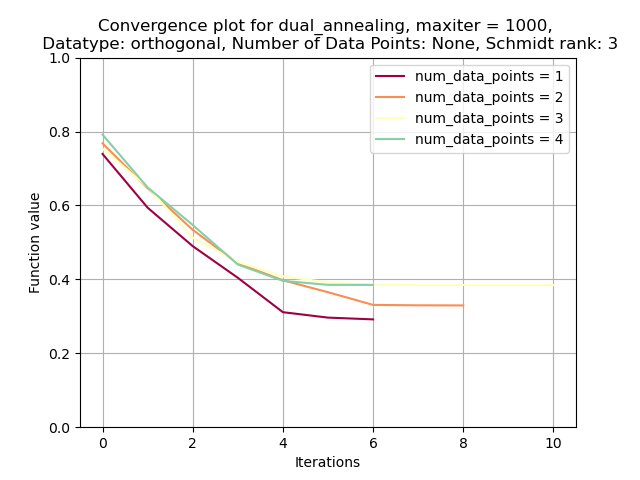 Convergence plot for dual_annealing, maxiter = 1000,
Datatype: orthogonal, Number of Data Points: None, Schmidt rank: 3
1.0
0.8
0.6
0.4
0.2
0.0
Function value
num_data_points = 1
num_data_points = 2
num_data_points = 3
num_data_points = 4
0 2 4 6 8 10
Iterations